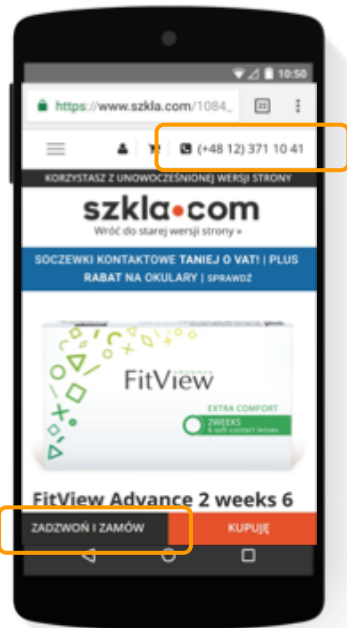 10:50
https://www.szkla.com/1084_
(+48 12) 371 10 41
KORZYSTASZ Z UNOWOCZEŚNIONEJ WERSJI STRONY
szkla.com
Wróć do starej wersji strony »
SOCZEWKI KONTAKTOWE TANIEJ O VAT! | PLUS
RABAT NA OKULARY | SPRAWDŹ
FitView
ADVANCE
EXTRA COMFORT
2WEEKS
6 soft contact lenses
FitView Advance 2 weeks 6
ZADZWOŃ I ZAMÓW
KUPUJĘ